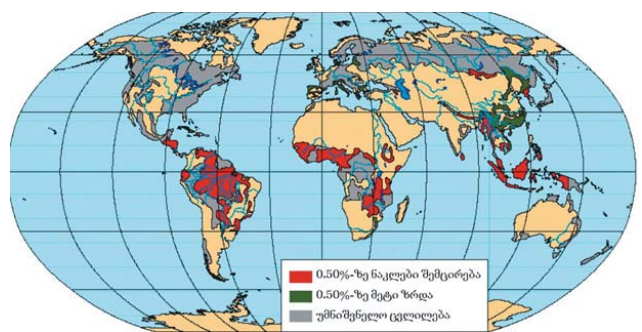 0.50%-ზე ნაკლები შემცირება
0.50%-ზე მეტი ზრდა
უმნიშვნელო ცვლილება